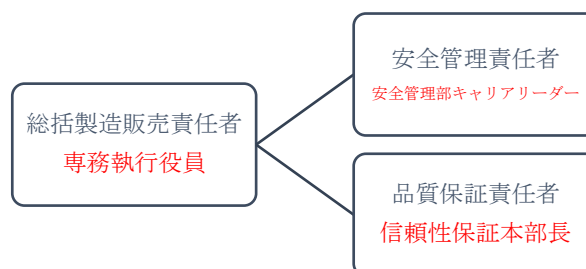 総括製造販売責任者
専務執行役員
安全管理責任者
安全管理部キャリアリーダー
品質保証責任者
信頼性保証本部長